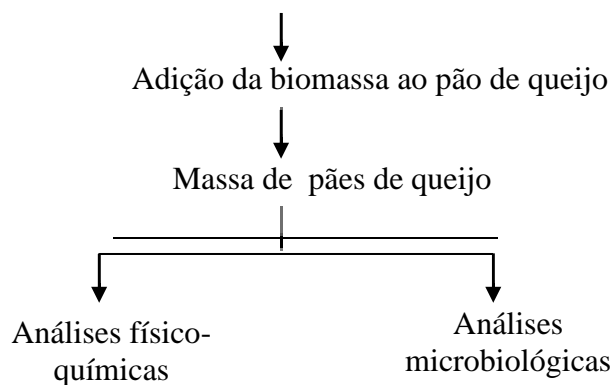 Adição da biomassa ao pão de queijo
Massa de pães de queijo
Análises físico-
químicas
Análises
microbiológicas